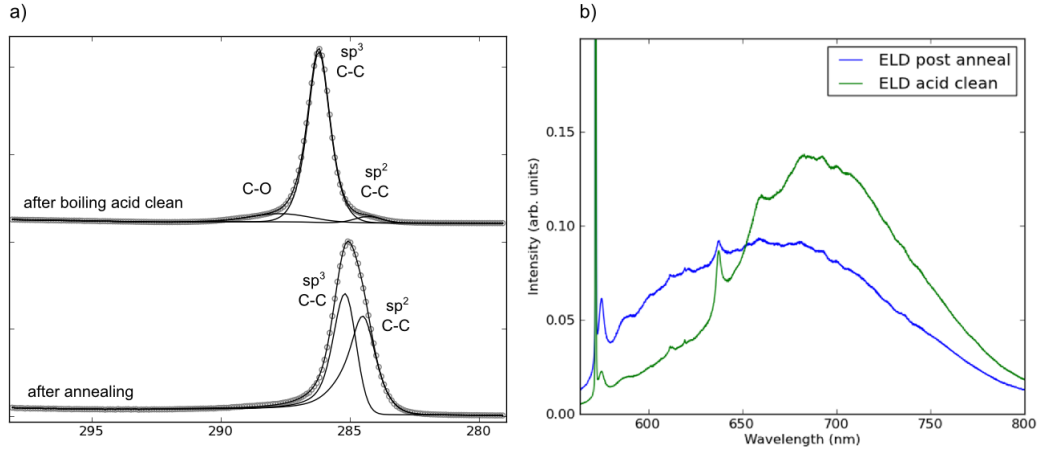 a)
sp³
C-C
C-O
sp²
C-C
after boiling acid clean
sp³
C-C
sp²
C-C
after annealing
295
290
285
280
b)
ELD post anneal
ELD acid clean
0.15
0.10
0.05
0.00
Intensity (arb. units)
600
650
700
750
800
Wavelength (nm)